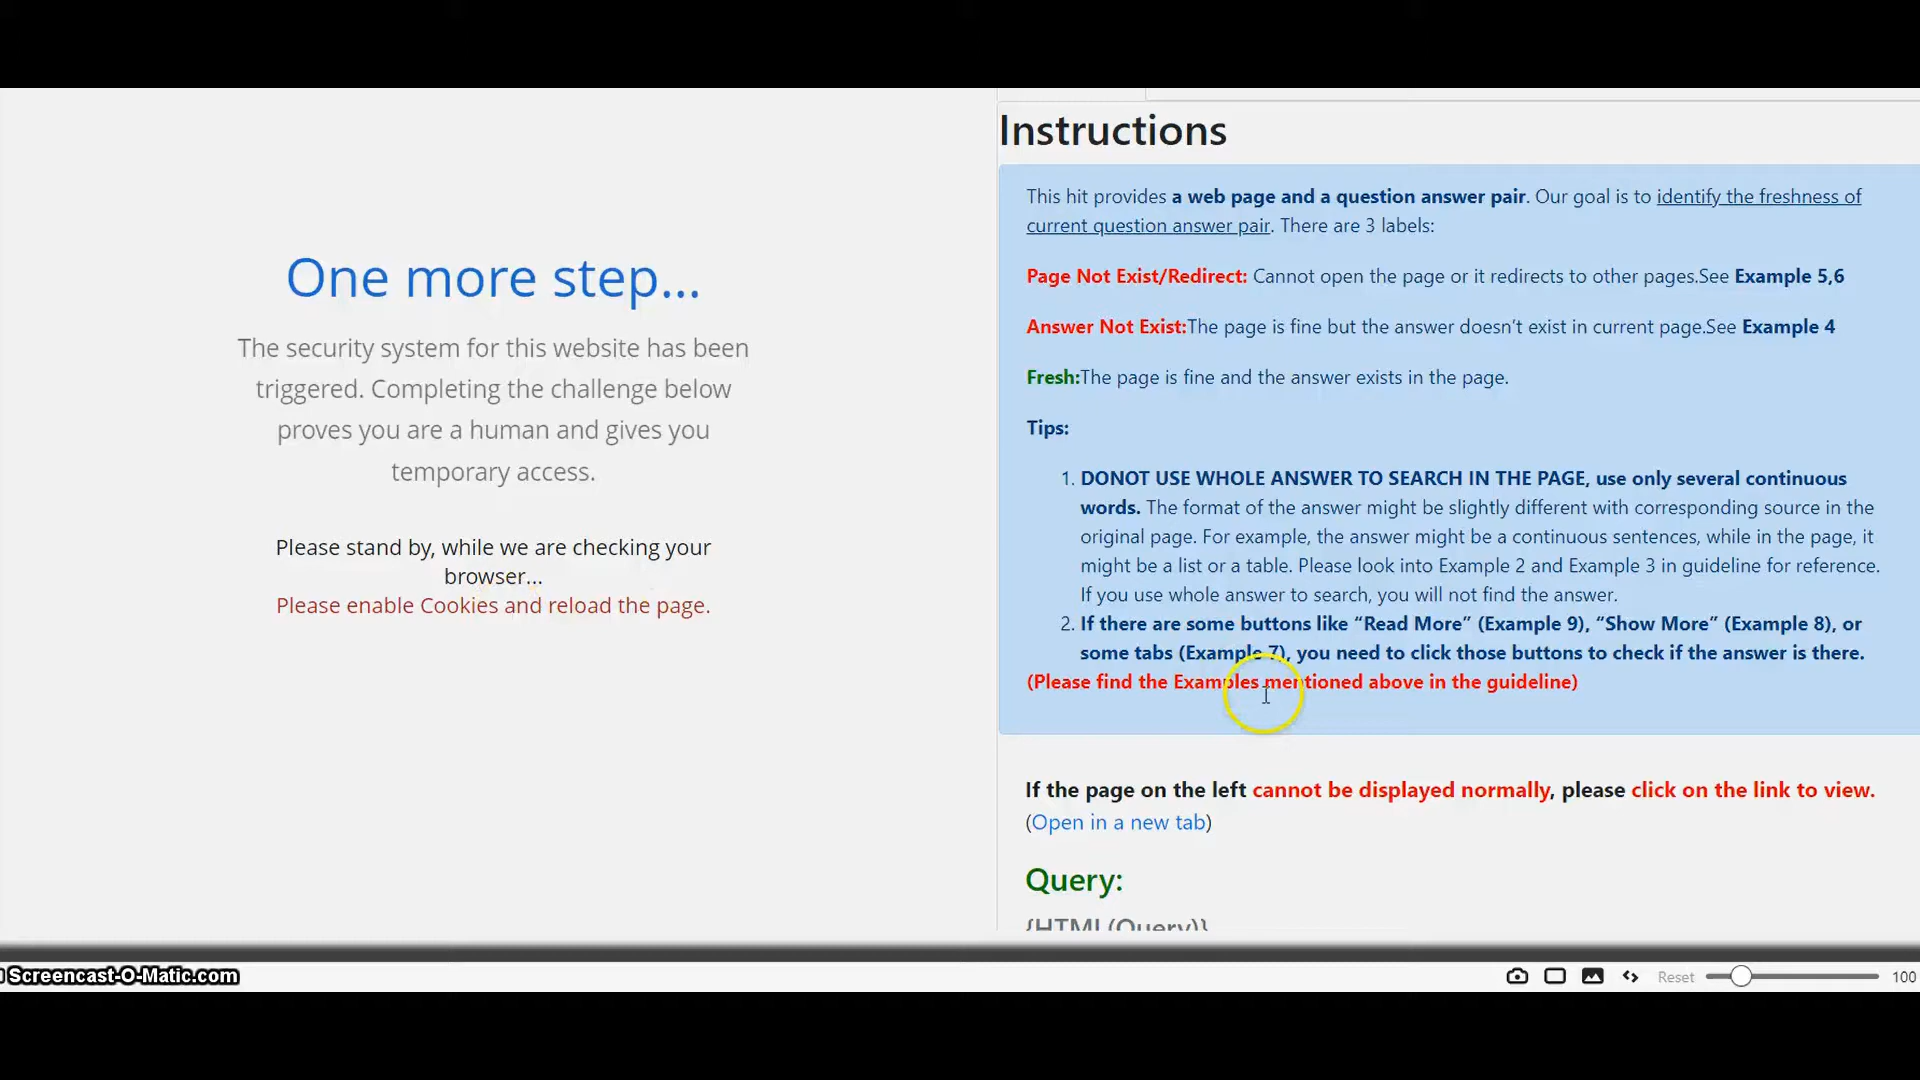 One more step...
The security system for this website has been
triggered. Completing the challenge below
proves you are a human and gives you
temporary access.
Please stand by, while we are checking your
browser...
Please enable Cookies and reload the page.
Instructions
This hit provides a web page and a question answer pair. Our goal is to identify the freshness of
current question answer pair. There are 3 labels:
Page Not Exist/Redirect: Cannot open the page or it redirects to other pages.See Example 5,6
Answer Not Exist:The page is fine but the answer doesn't exist in current page.See Example 4
Fresh:The page is fine and the answer exists in the page.
Tips:
1. DONOT USE WHOLE ANSWER TO SEARCH IN THE PAGE, use only several continuous
words. The format of the answer might be slightly different with corresponding source in the
original page. For example, the answer might be a continuous sentences, while in the page, it
might be a list or a table. Please look into Example 2 and Example 3 in guideline for reference.
If you use whole answer to search, you will not find the answer.
2. If there are some buttons like “Read More” (Example 9), “Show More” (Example 8), or
some tabs (Example 7), you need to click those buttons to check if the answer is there.
(Please find the Examples mentioned above in the guideline)
If the page on the left cannot be displayed normally, please click on the link to view.
(Open in a new tab)
Query:
{HTML(Query)}
Screencast-O-Matic.com
Reset
100